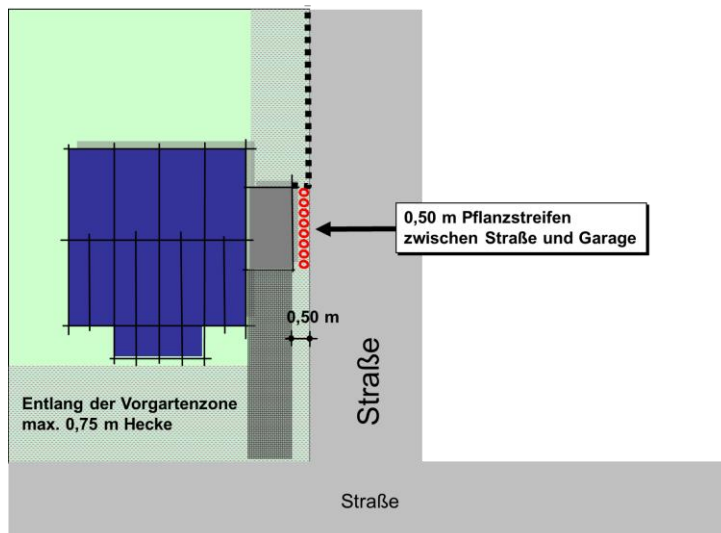 0,50 m Pflanzstreifen
zwischen Straße und Garage
0,50 m
Straße
Entlang der Vorgartenzone
max. 0,75 m Hecke
Straße